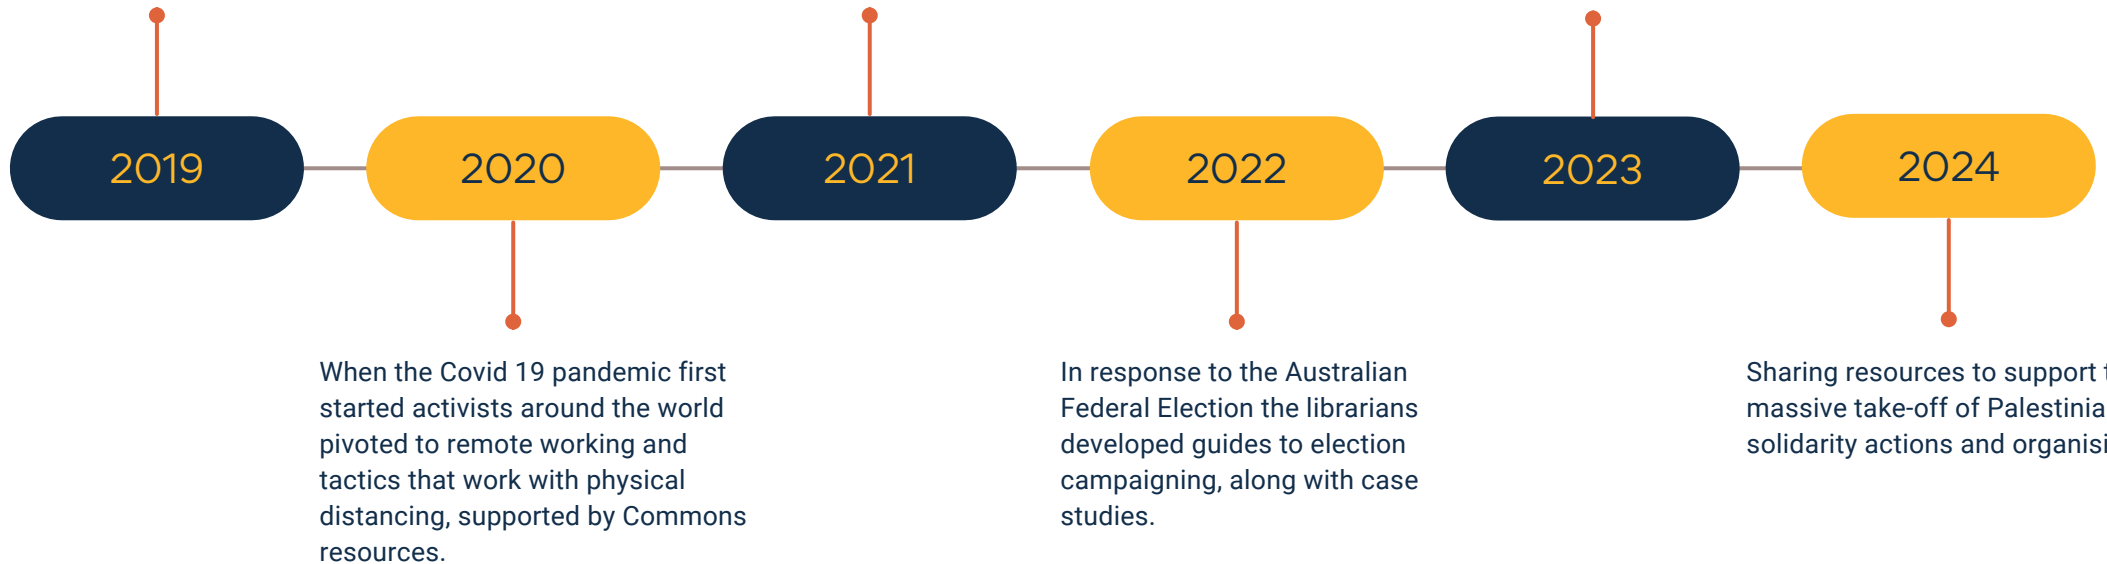 2019
2020
2021
2022
2023
2024
When the Covid 19 pandemic first
started activists around the world
pivoted to remote working and
tactics that work with physical
distancing, supported by Commons
resources.
In response to the Australian
Federal Election the librarians
developed guides to election
campaigning, along with case
studies.
Sharing resources to support
massive take-off of
solidarity actions and